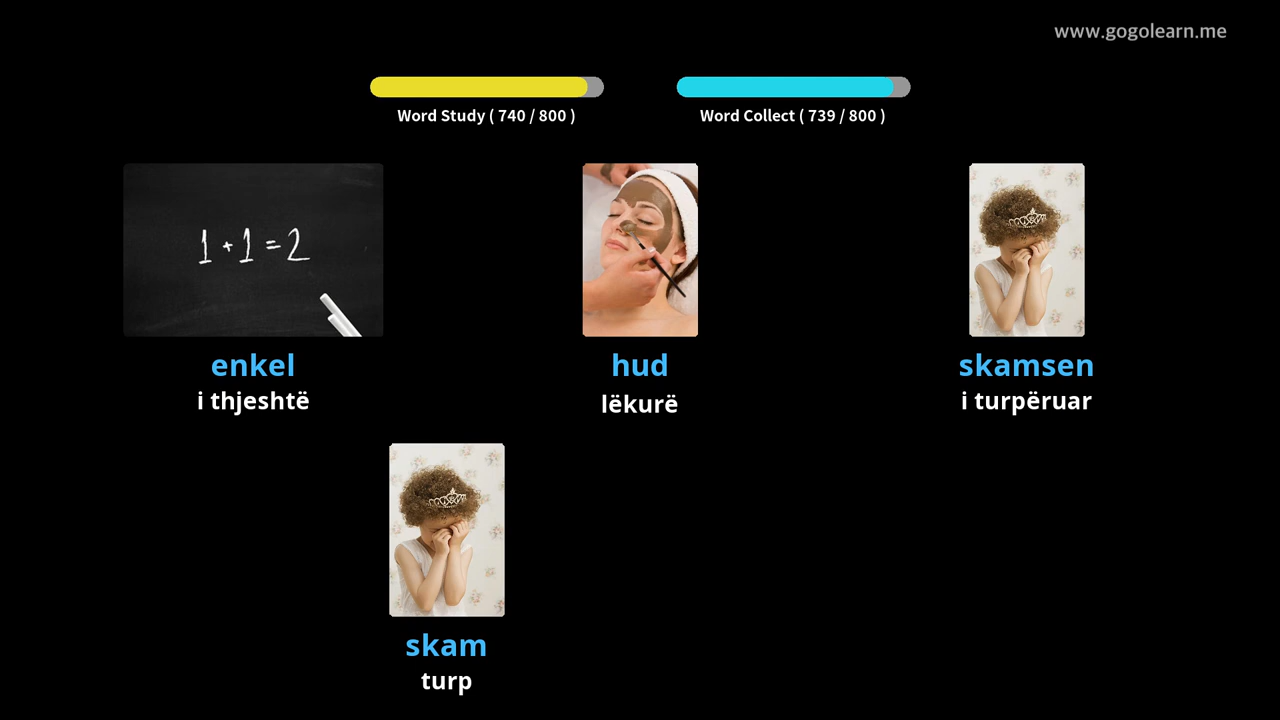 www.gogolearn.me
Word Study ( 740 / 800 )
Word Collect ( 739 / 800 )
1 + 1 = 2
enkel
i thjeshtë
hud
lëkurë
skamsen
i turpëruar
skam
turp